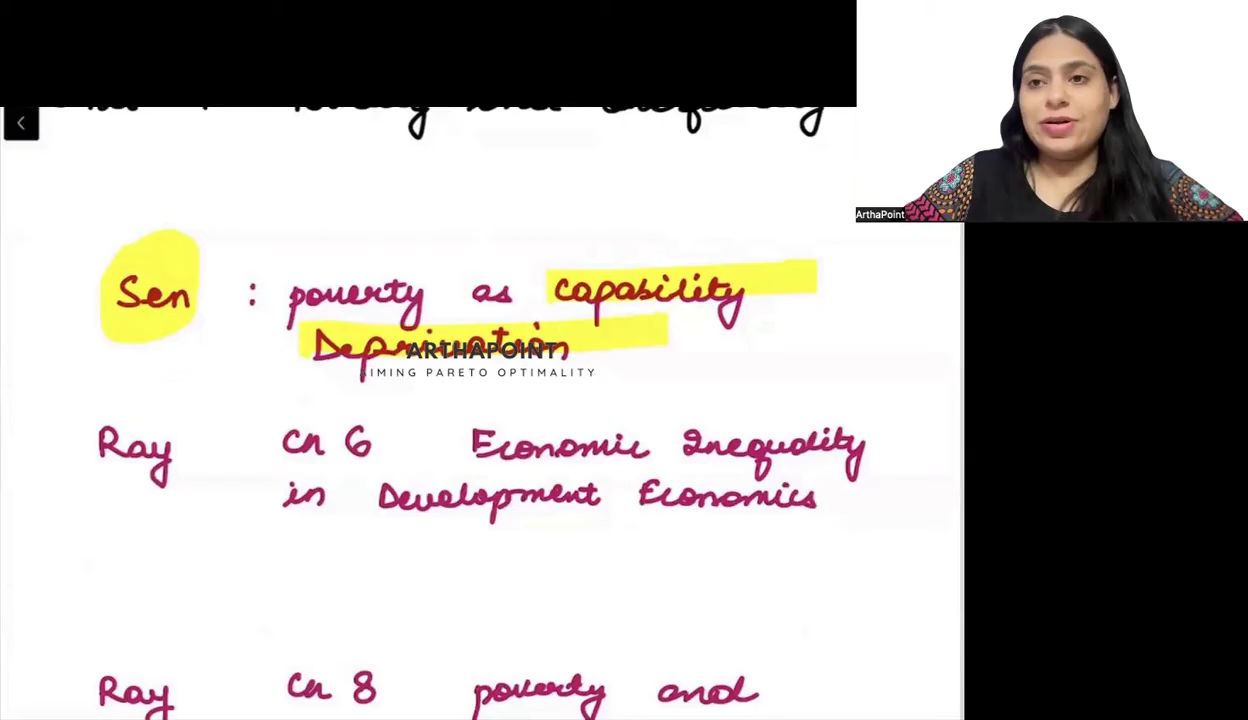 ArthaPoint
Sen : poverty as capability
Deprivation
ARTHAPOINT
AIMING PARETO OPTIMALITY
Ray Ch 6 Economic Inequality
in Development Economics
Ray Ch 8 poverty and